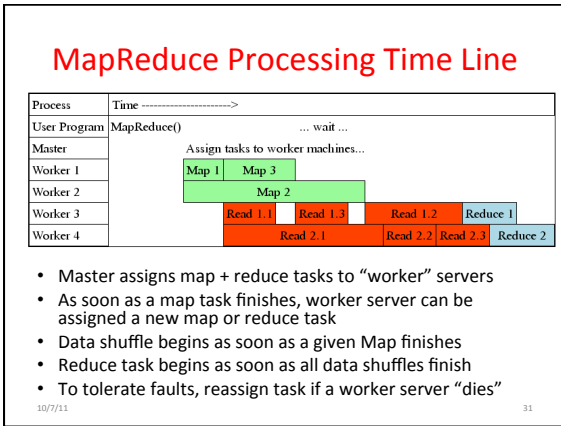 MapReduce Processing Time Line
Process Time ---------------------->
User Program MapReduce() ... wait ...
Master Assign tasks to worker machines...
Worker 1 Map 1 Map 3
Worker 2 Map 2
Worker 3 Read 1.1 Read 1.3 Read 1.2 Reduce 1
Worker 4 Read 2.1 Read 2.2 Read 2.3 Reduce 2
• Master assigns map + reduce tasks to “worker” servers
• As soon as a map task finishes, worker server can be
assigned a new map or reduce task
• Data shuffle begins as soon as a given Map finishes
• Reduce task begins as soon as all data shuffles finish
• To tolerate faults, reassign task if a worker server “dies”
10/7/11 31